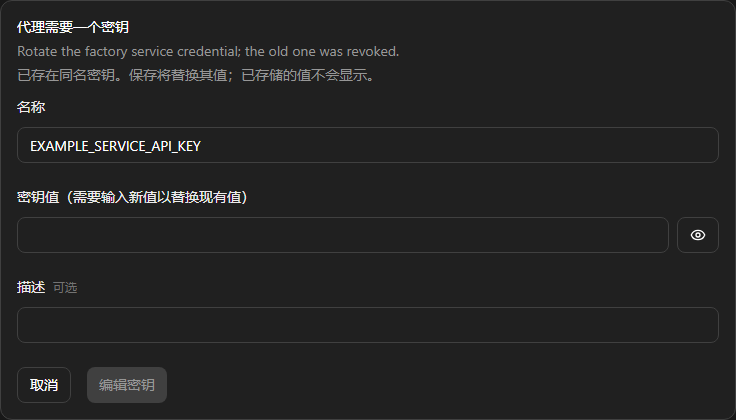 代理需要一个密钥
Rotate the factory service credential; the old one was revoked.
已存在同名密钥。保存将替换其值；已存储的值不会显示。
名称
EXAMPLE_SERVICE_API_KEY
密钥值（需要输入新值以替换现有值）
描述 可选
取消 编辑密钥